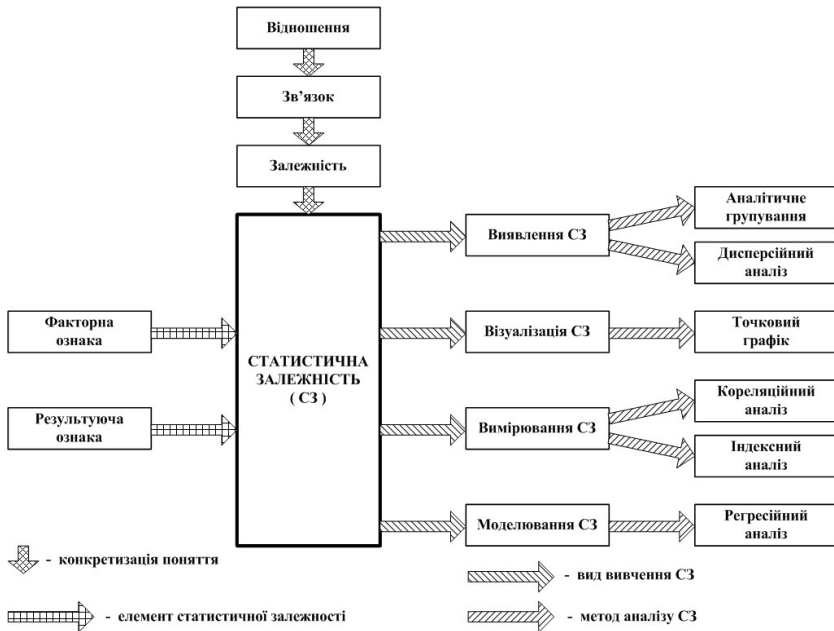 Відношення
Зв’язок
Залежність
СТАТИСТИЧНА
ЗАЛЕЖНІСТЬ
( СЗ )
Факторна
ознака
Результуюча
ознака
Виявлення СЗ
Аналітичне
групування
Дисперсійний
аналіз
Візуалізація СЗ
Точковий
графік
Вимірювання СЗ
Кореляційний
аналіз
Індексний
аналіз
Моделювання СЗ
Регресійний
аналіз
- конкретизація поняття
- елемент статистичної залежності
- вид вивчення СЗ
- метод аналізу СЗ